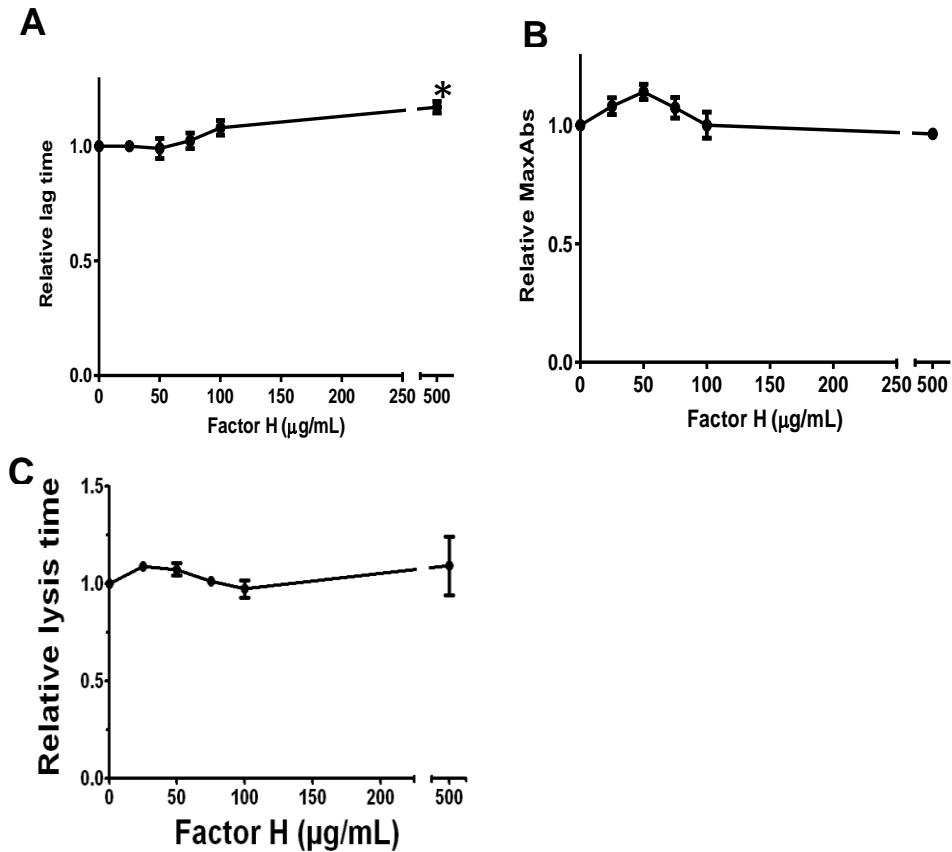 A
Relative lag time
1.0
0.5
0.0
*
0 50 100 150 200 250 500
Factor H (μg/mL)
B
Relative MaxAbs
1.0
0.5
0.0
0 50 100 150 200 250 500
Factor H (μg/mL)
C
Relative lysis time
1.5
1.0
0.5
0.0
0 50 100 150 200 500
Factor H (μg/mL)